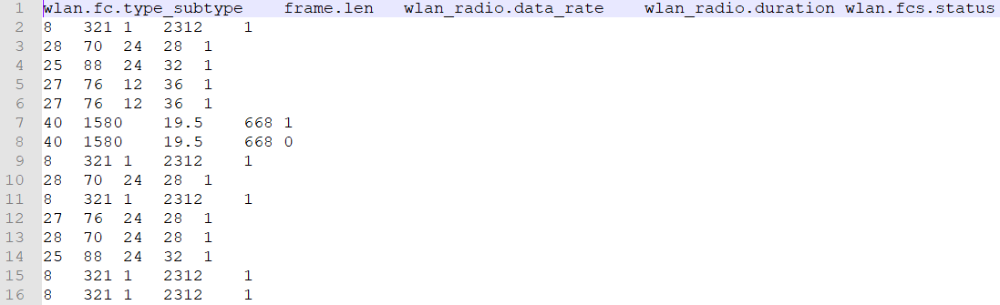 1 wlan.fc.type_subtype frame.len wlan_radio.data_rate wlan_radio.duration wlan.fcs.status
2 8 321 1 2312 1
3 28 70 24 28 1
4 25 88 24 32 1
5 27 76 12 36 1
6 27 76 12 36 1
7 40 1580 19.5 668 1
8 40 1580 19.5 668 0
9 8 321 1 2312 1
10 28 70 24 28 1
11 8 321 1 2312 1
12 27 76 24 28 1
13 28 70 24 28 1
14 25 88 24 32 1
15 8 321 1 2312 1
16 8 321 1 2312 1